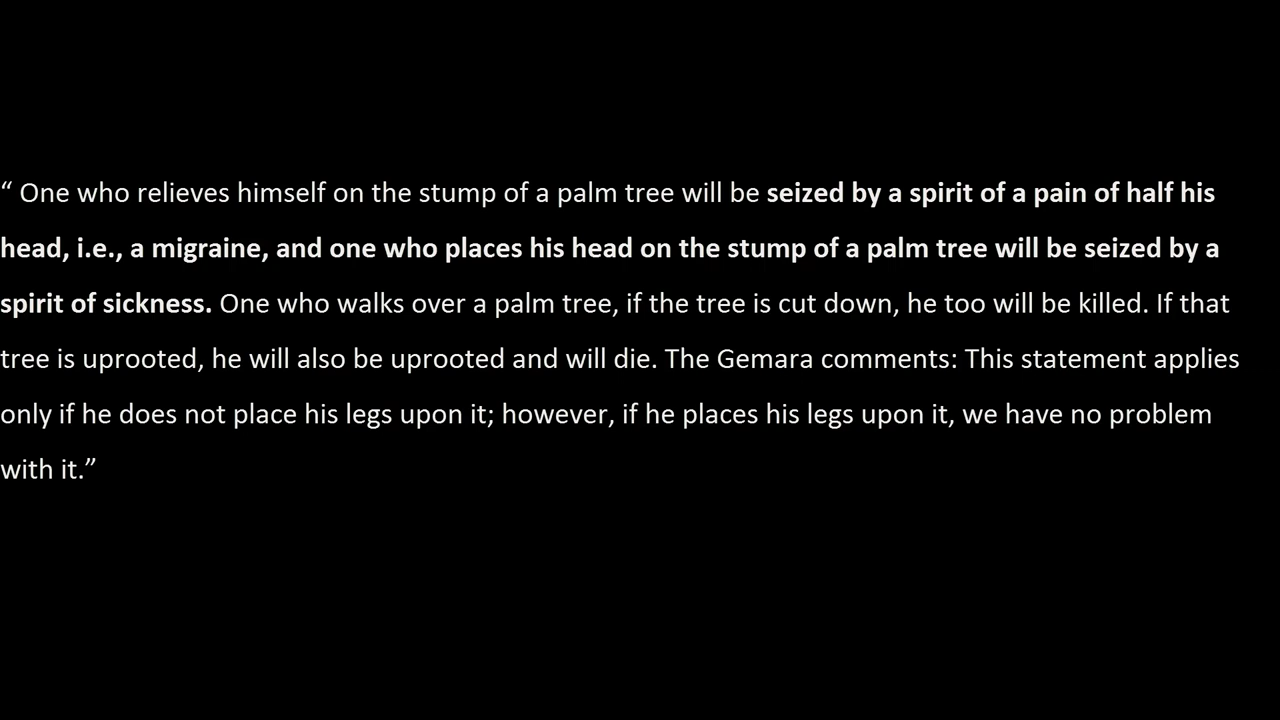 “ One who relieves himself on the stump of a palm tree will be seized by a spirit of a pain of half his
head, i.e., a migraine, and one who places his head on the stump of a palm tree will be seized by a
spirit of sickness. One who walks over a palm tree, if the tree is cut down, he too will be killed. If that
tree is uprooted, he will also be uprooted and will die. The Gemara comments: This statement applies
only if he does not place his legs upon it; however, if he places his legs upon it, we have no problem
with it.”